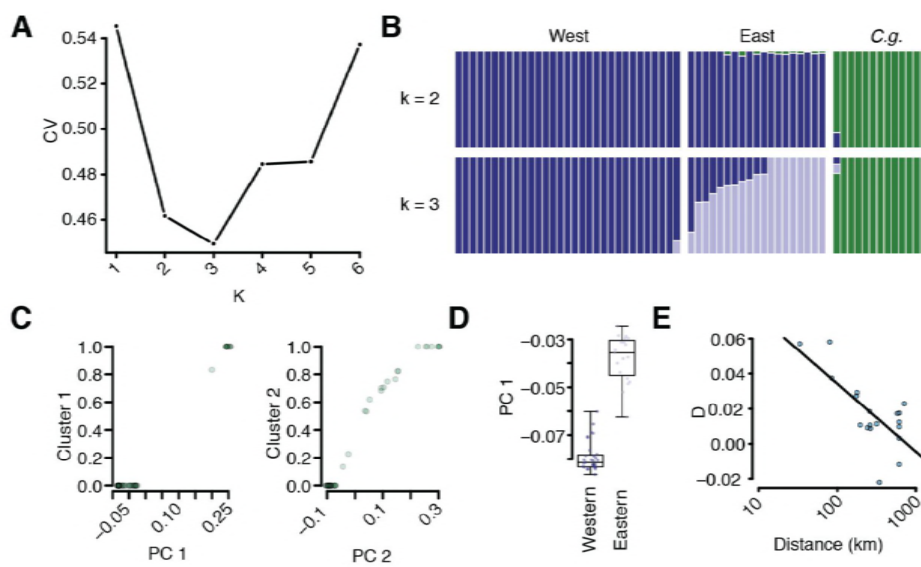 A
0.54
0.52
0.50
0.48
0.46
CV
1 2 3 4 5 6
K
B
West East C.g.
k = 2
k = 3
C
1.0
0.8
0.6
0.4
0.2
0.0
Cluster 1
−0.05 0.10 0.25
PC 1
1.0
0.8
0.6
0.4
0.2
0.0
Cluster 2
−0.1 0.1 0.3
PC 2
D
−0.03
−0.05
−0.07
PC 1
Western Eastern
E
0.06
0.04
0.02
0.00
−0.02
D
10 100 1000
Distance (km)